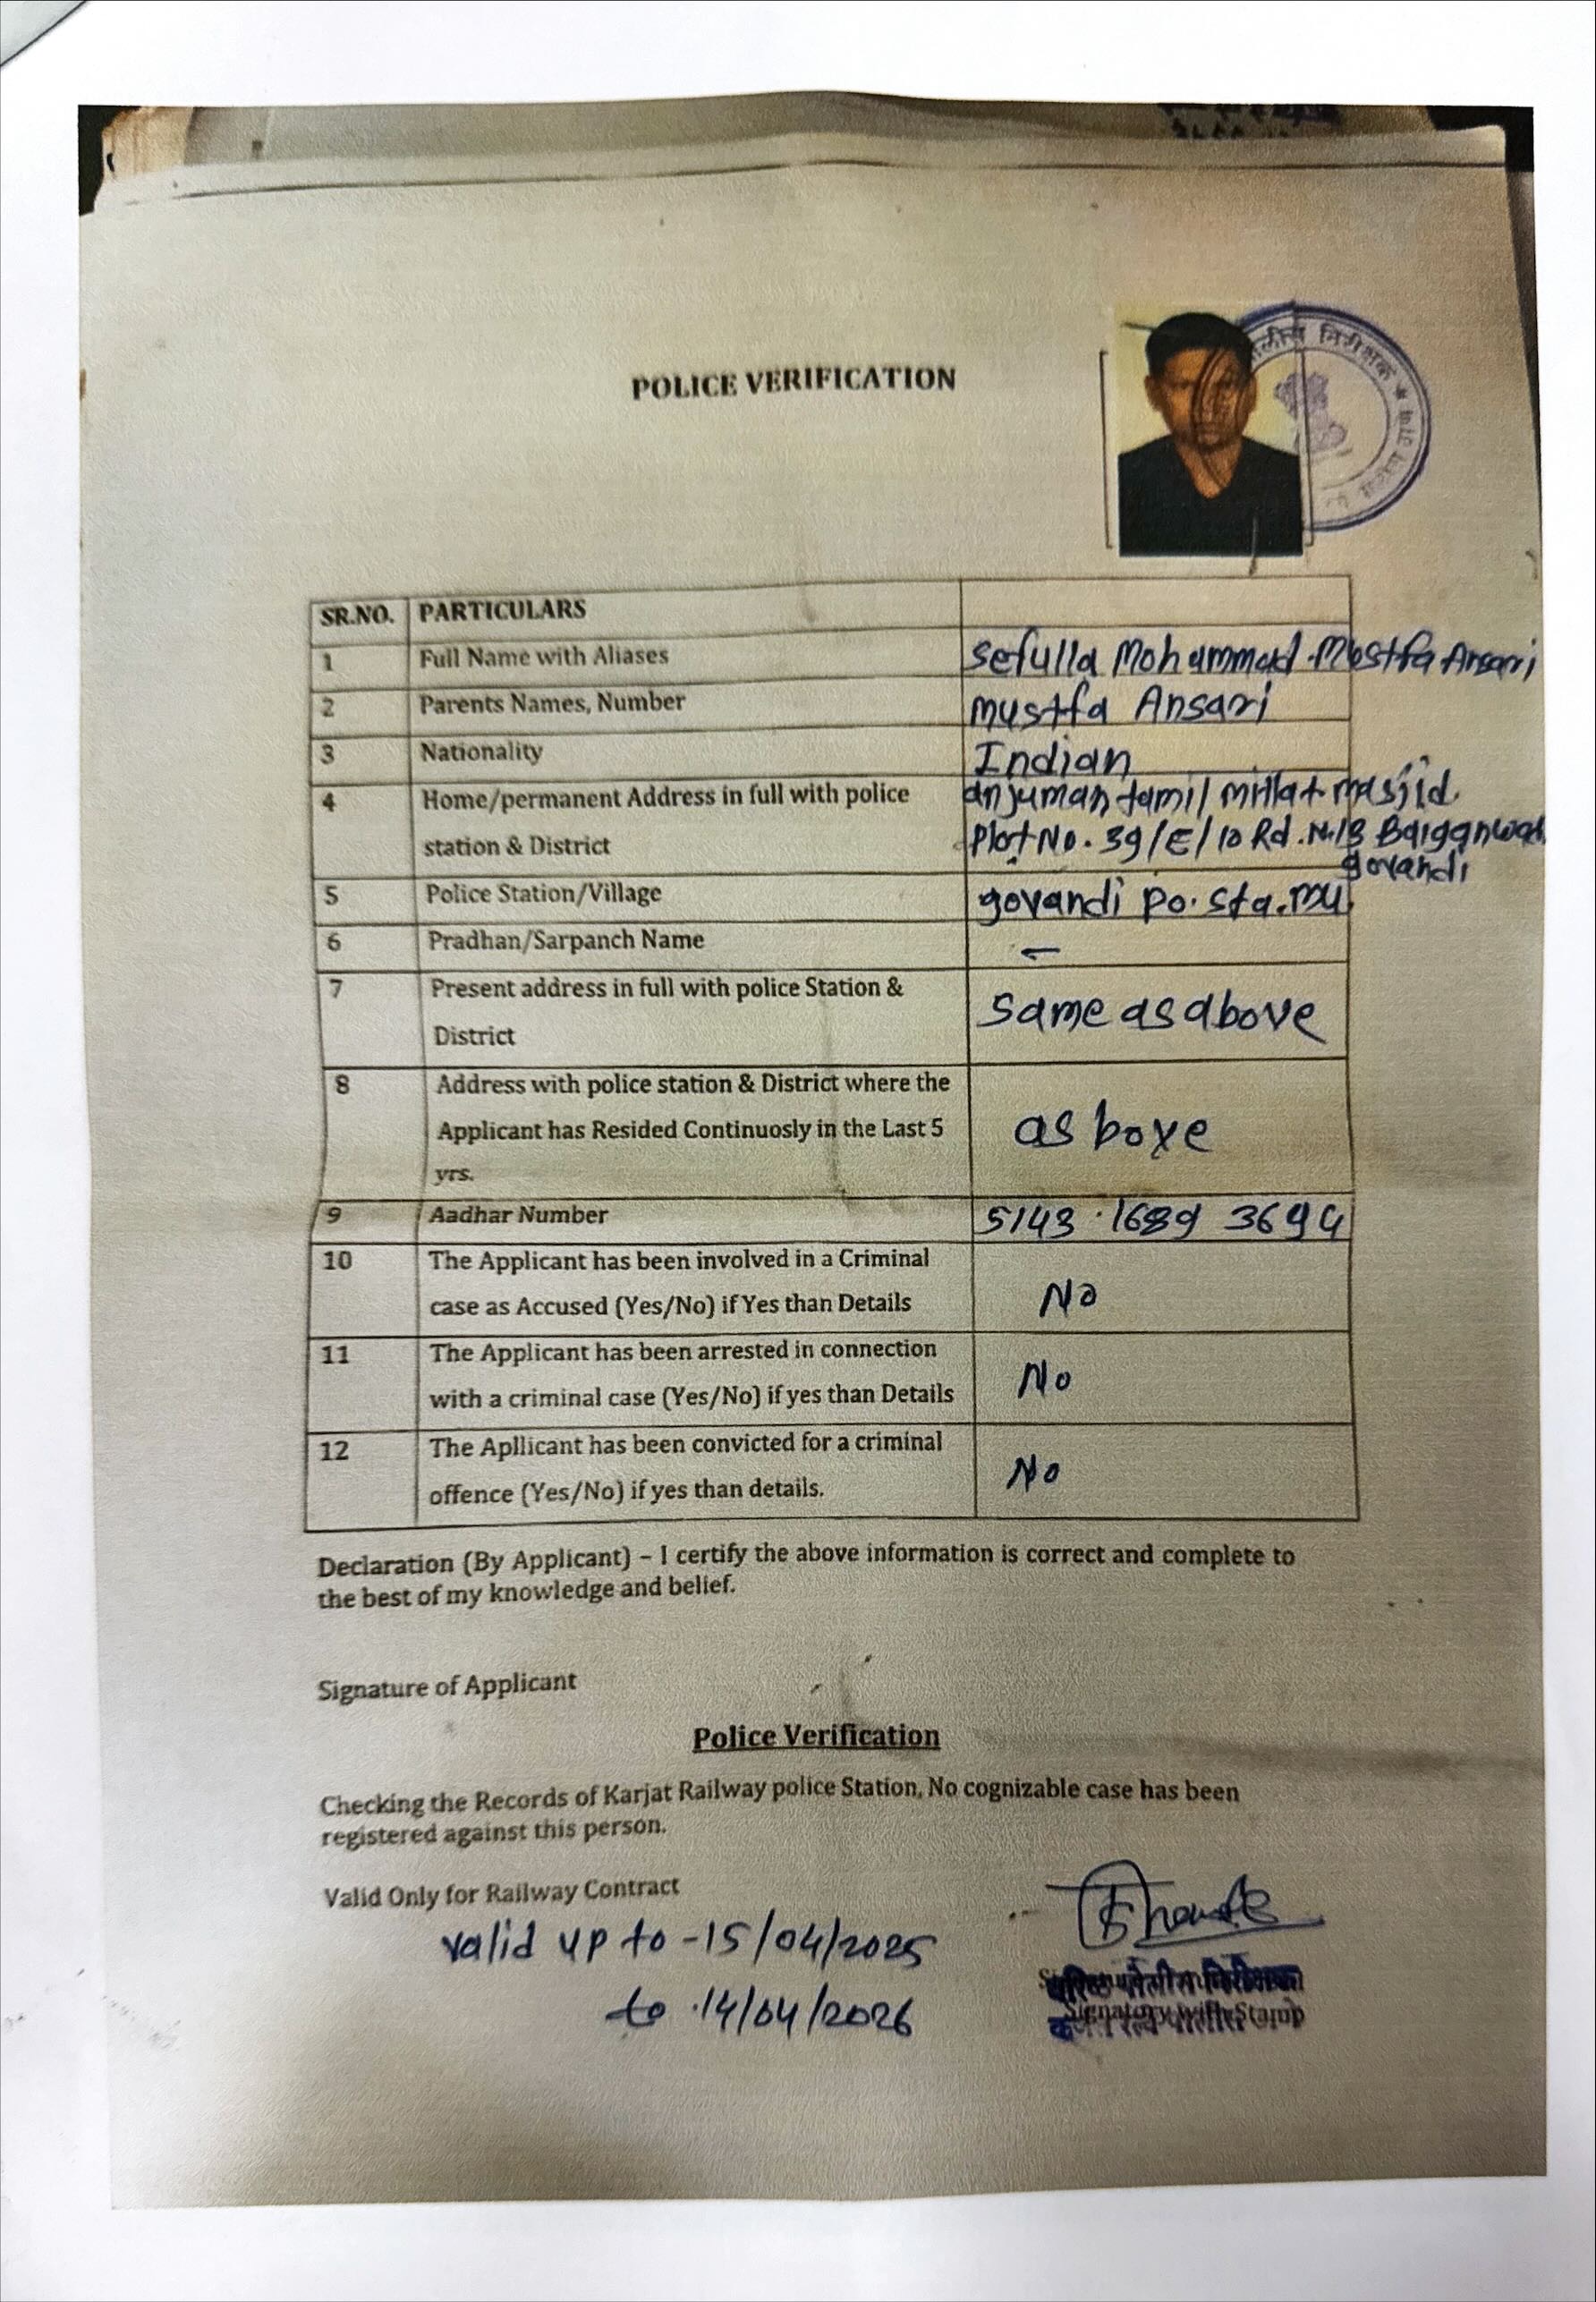 पोलीस निरीक्षक *
POLICE VERIFICATION
SR.NO. PARTICULARS
1 Full Name with Aliases Sefulla Mohammad Mustfa Ansari
2 Parents Names, Number Mustfa Ansari
3 Nationality Indian
4 Home/permanent Address in full with police anjuman tamil millat masjid
station & District Plot No. 39/E/10 Rd. N. 13 Baiganwadi
govandi
5 Police Station/Village govandi po. sta. mu
6 Pradhan/Sarpanch Name —
7 Present address in full with police Station & same as above
District
8 Address with police station & District where the
Applicant has Resided Continuosly in the Last 5 as boxe
yrs.
9 Aadhar Number 5143 1689 3694
10 The Applicant has been involved in a Criminal
case as Accused (Yes/No) if Yes than Details No
11 The Applicant has been arrested in connection
with a criminal case (Yes/No) if yes than Details No
12 The Apllicant has been convicted for a criminal
offence (Yes/No) if yes than details. No
Declaration (By Applicant) – I certify the above information is correct and complete to
the best of my knowledge and belief.
Signature of Applicant
Police Verification
Checking the Records of Karjat Railway police Station, No cognizable case has been
registered against this person.
Valid Only for Railway Contract
valid up to - 15/04/2025
to 14/04/2026
वरिष्ठ पोलीस निरीक्षक
Signatory with Stamp